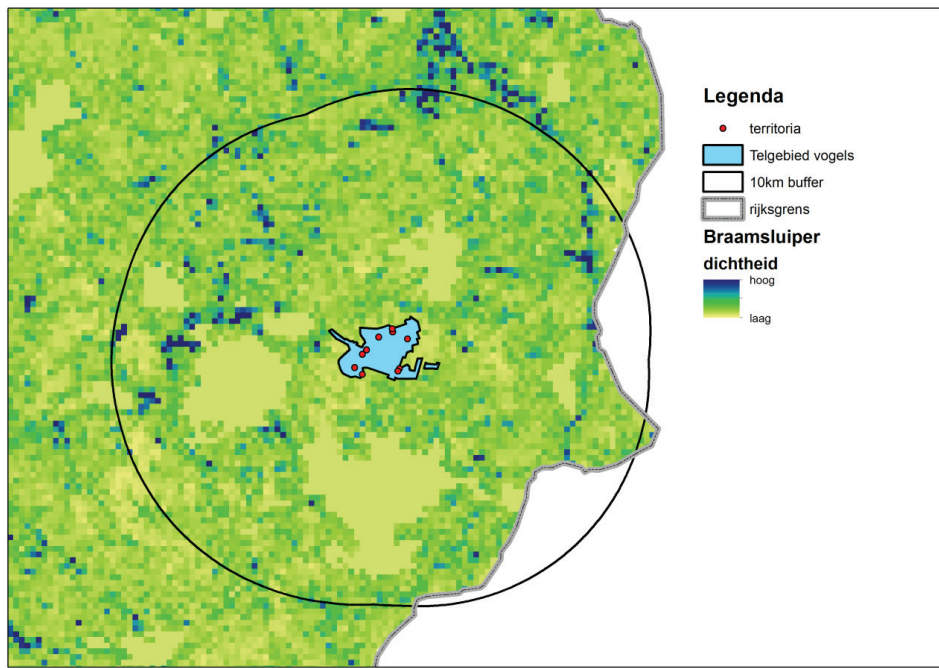 Legenda
territoria
Telgebied vogels
10km buffer
rijksgrens
Braamsluiper
dichtheid
hoog
laag